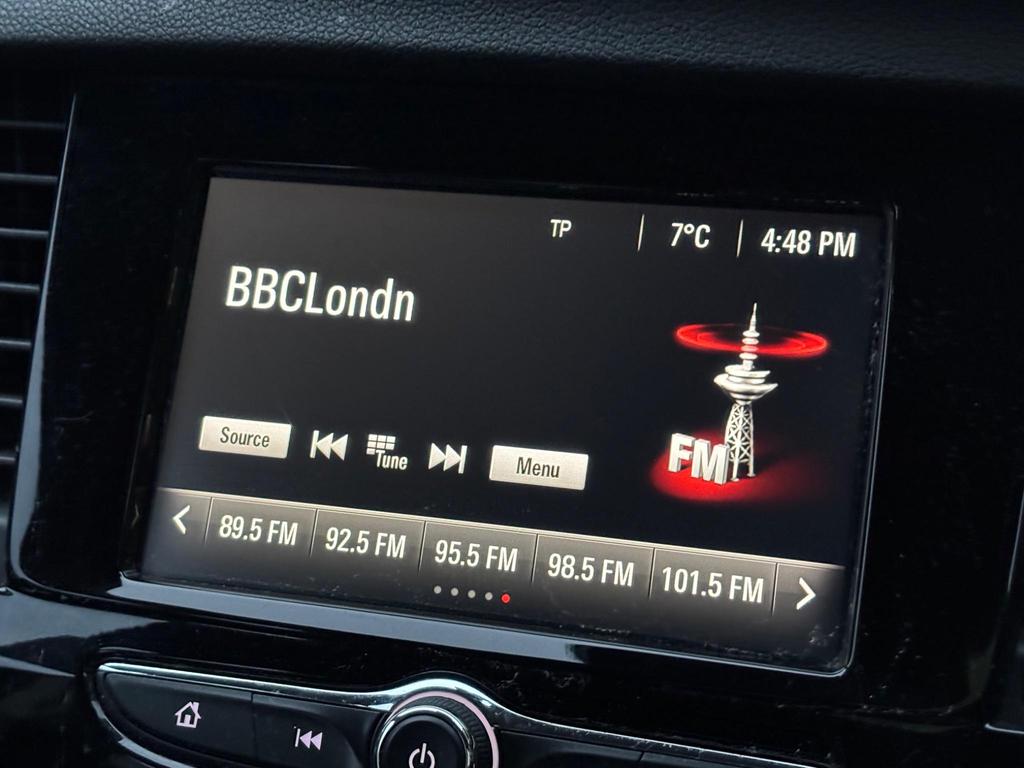 TP 7°C 4:48 PM
BBCLondn
FM
Source Tune Menu
89.5 FM 92.5 FM 95.5 FM 98.5 FM 101.5 FM